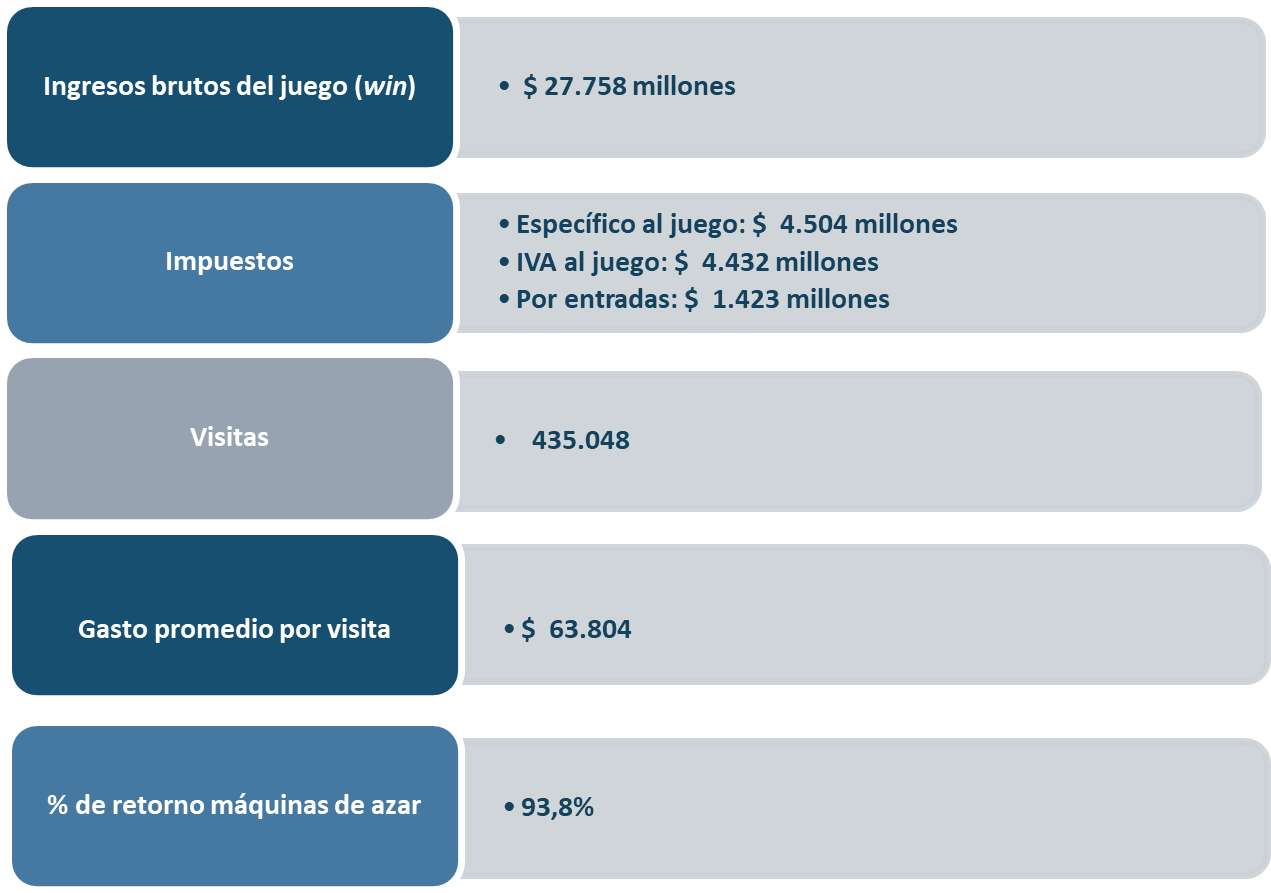 Ingresos brutos del juego (win)
• $ 27.758 millones
Impuestos
• Específico al juego: $ 4.504 millones
• IVA al juego: $ 4.432 millones
• Por entradas: $ 1.423 millones
Visitas
• 435.048
Gasto promedio por visita
• $ 63.804
% de retorno máquinas de azar
• 93,8%